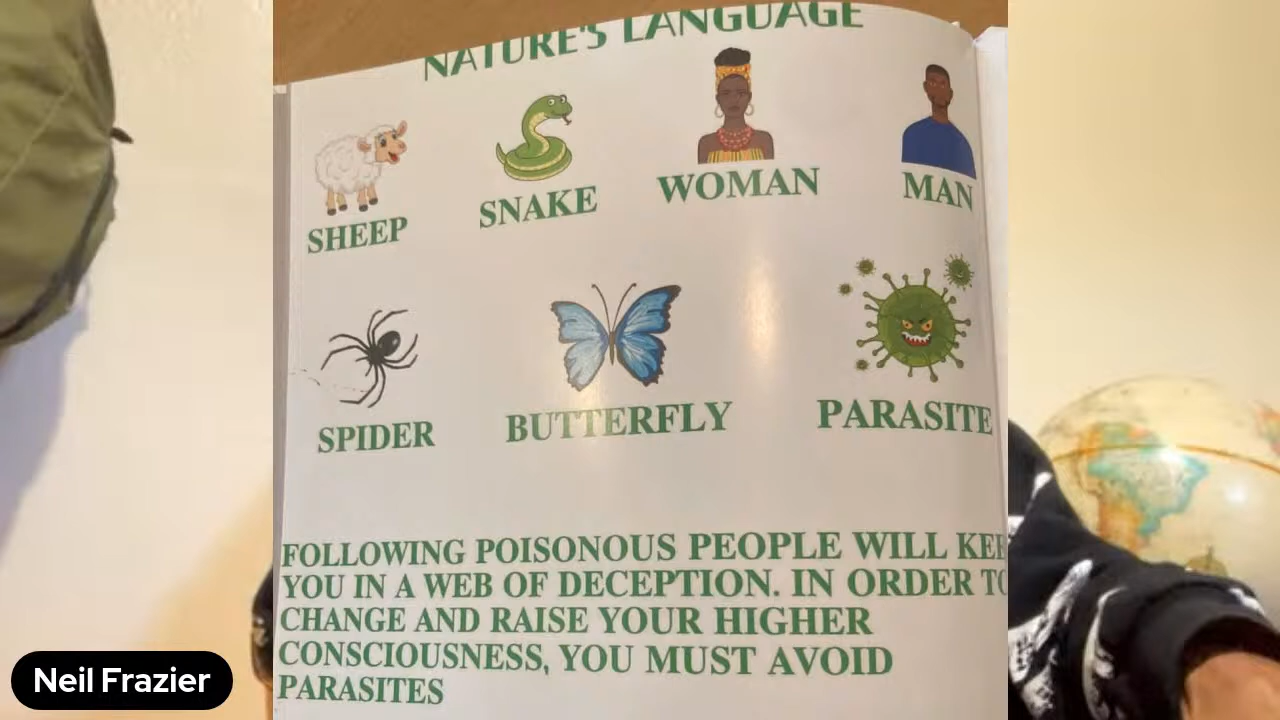 NATURE'S LANGUAGE
SHEEP
SNAKE
WOMAN
MAN
SPIDER
BUTTERFLY
PARASITE
FOLLOWING POISONOUS PEOPLE WILL
YOU IN A WEB OF DECEPTION. IN ORDER TO
CHANGE AND RAISE YOUR HIGHER
CONSCIOUSNESS, YOU MUST AVOID
PARASITES
Neil Frazier